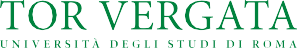 TOR VERGATA
UNIVERSITÀ DEGLI STUDI DI ROMA